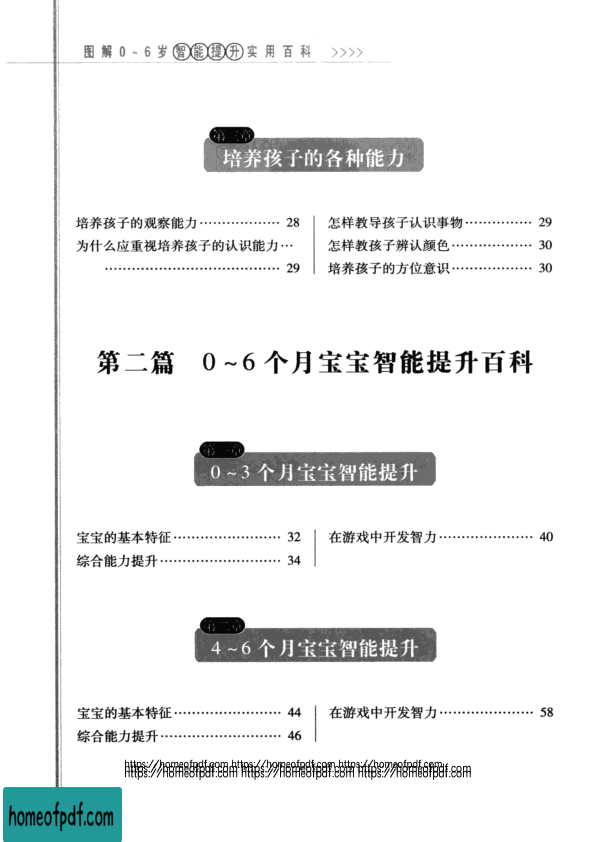 图解0~6岁智能提升实用百科 >>>>
第三章
培养孩子的各种能力
培养孩子的观察能力………………28
为什么应重视培养孩子的认识能力…
…………………………………29
怎样教导孩子认识事物……………29
怎样教孩子辨认颜色………………30
培养孩子的方位意识………………30
第二篇 0~6个月宝宝智能提升百科
第一章
0~3个月宝宝智能提升
宝宝的基本特征……………………32
综合能力提升………………………34
在游戏中开发智力…………………40
第二章
4~6个月宝宝智能提升
宝宝的基本特征……………………44
综合能力提升………………………46
在游戏中开发智力…………………58
https://homeofpdf.com https://homeofpdf.com https://homeofpdf.com
https://homeofpdf.com https://homeofpdf.com https://homeofpdf.com
homeofpdf.com